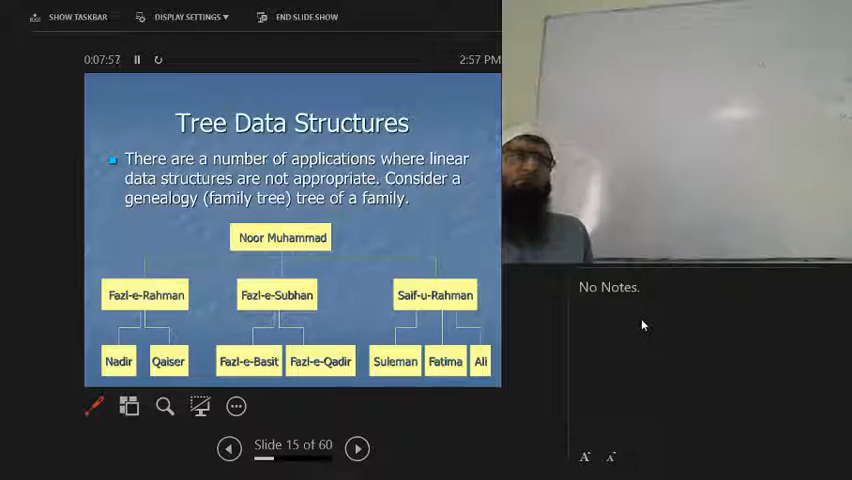 SHOW TASKBAR
DISPLAY SETTINGS
END SLIDE SHOW
0:07:57
2:57 PM
Tree Data Structures
There are a number of applications where linear
data structures are not appropriate. Consider a
genealogy (family tree) tree of a family.
Noor Muhammad
Fazl-e-Rahman Fazl-e-Subhan Saif-u-Rahman
Nadir Qaiser Fazl-e-Basit Fazl-e-Qadir Suleman Fatima Ali
Slide 15 of 60
No Notes.
A A